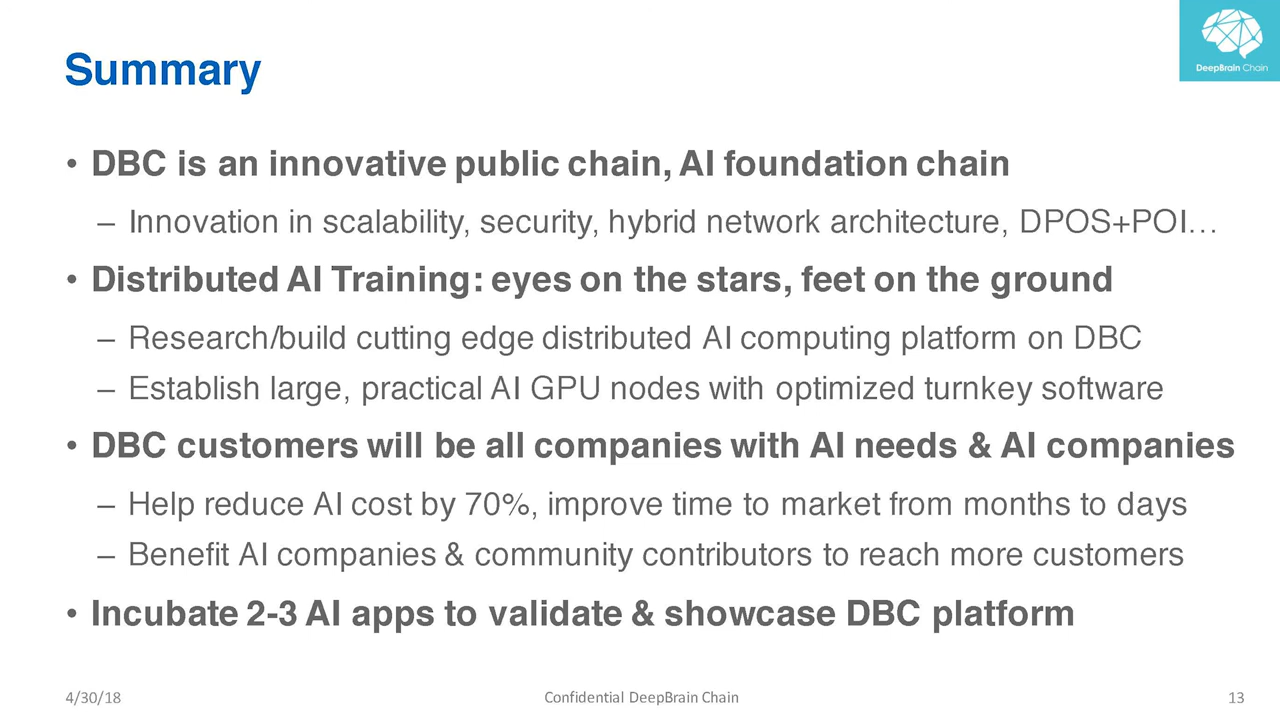 DeepBrain Chain
Summary
• DBC is an innovative public chain, AI foundation chain
– Innovation in scalability, security, hybrid network architecture, DPOS+POI…
• Distributed AI Training: eyes on the stars, feet on the ground
– Research/build cutting edge distributed AI computing platform on DBC
– Establish large, practical AI GPU nodes with optimized turnkey software
• DBC customers will be all companies with AI needs & AI companies
– Help reduce AI cost by 70%, improve time to market from months to days
– Benefit AI companies & community contributors to reach more customers
• Incubate 2-3 AI apps to validate & showcase DBC platform
4/30/18 Confidential DeepBrain Chain 13